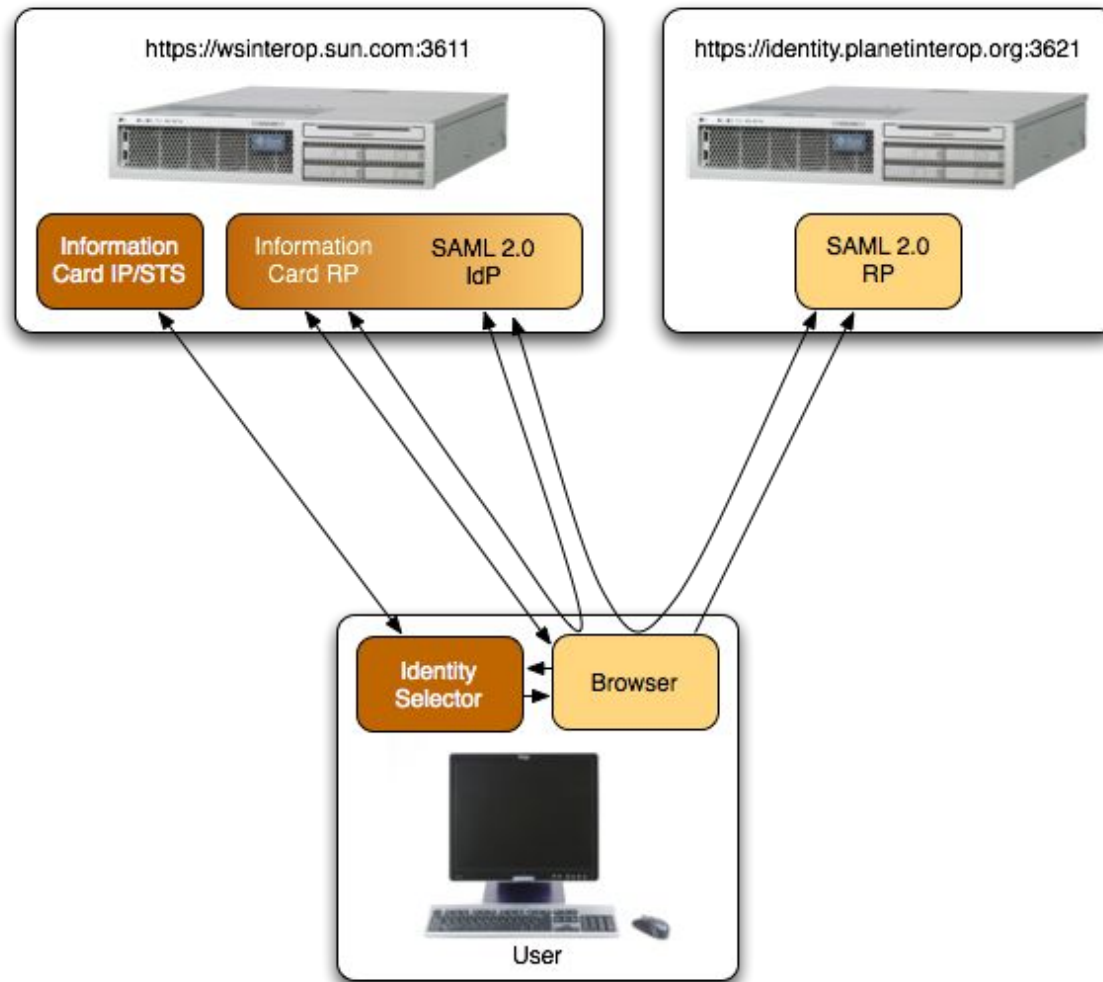 https://wsinterop.sun.com:3611
https://identity.planetinterop.org:3621
Information
Card IP/STS
Information
Card RP
SAML 2.0
IdP
SAML 2.0
RP
Identity
Selector
Browser
User